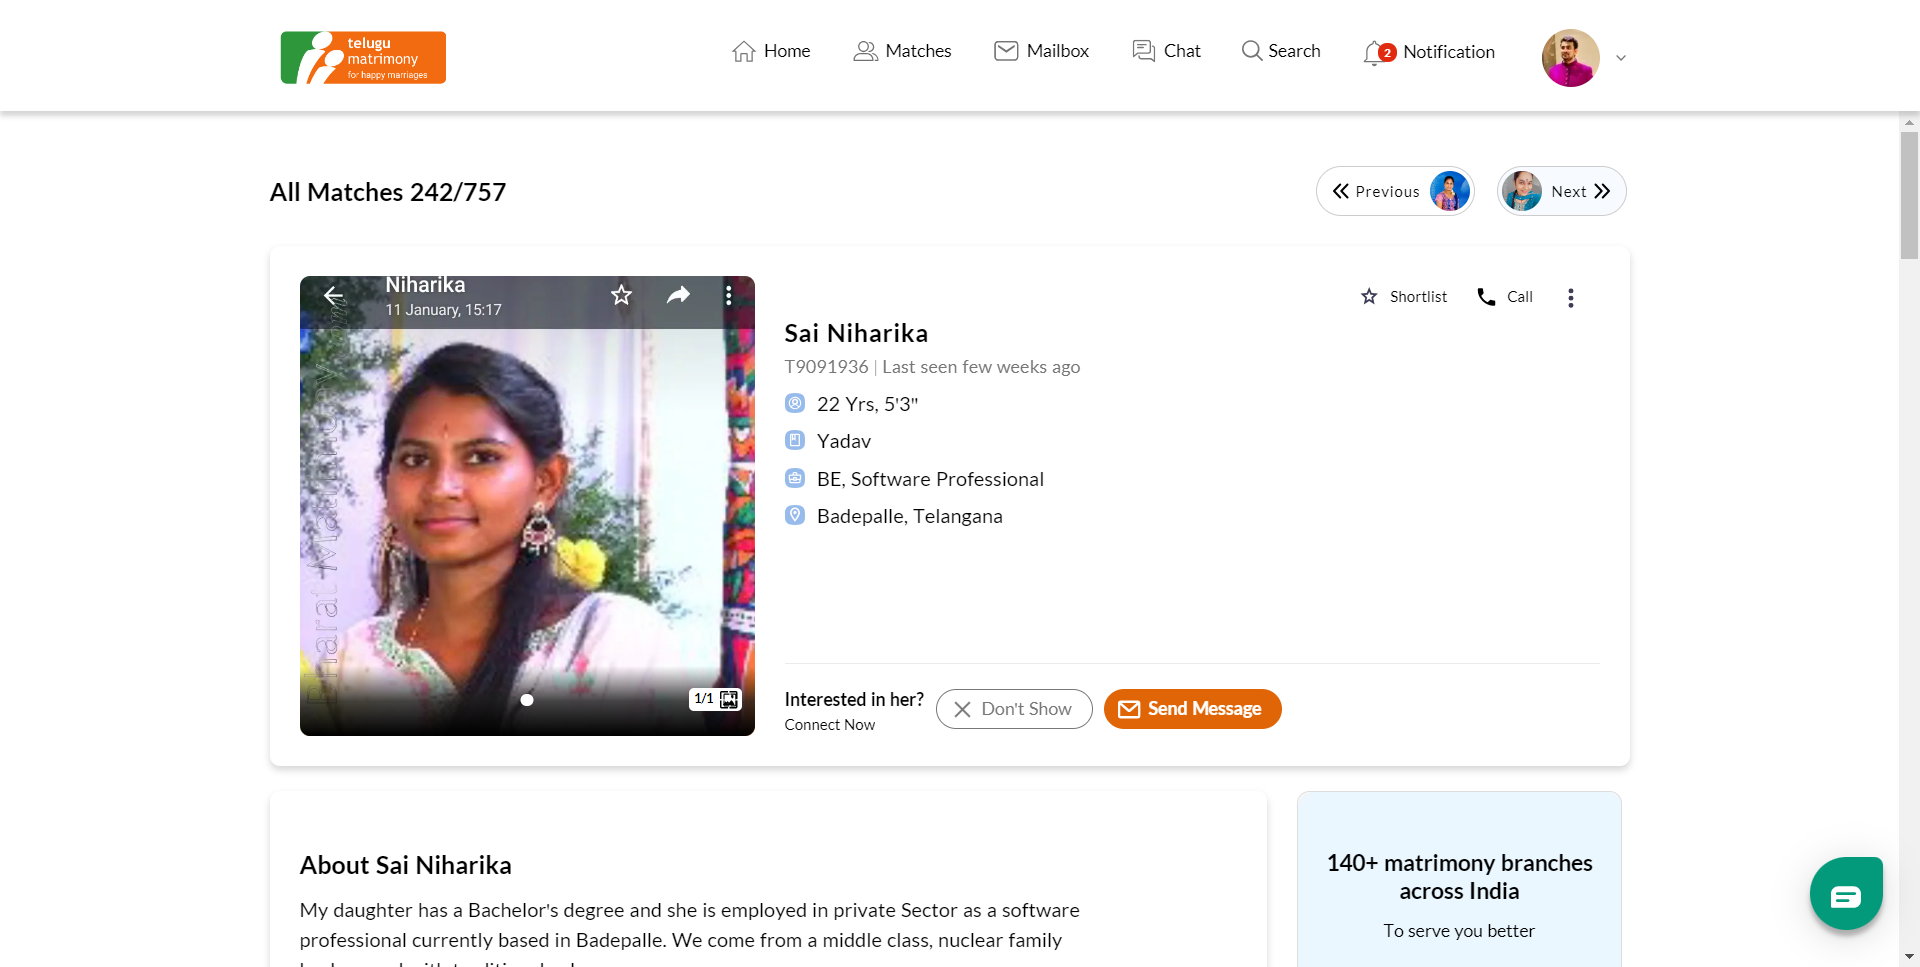 telugu
matrimony
for happy marriages
Home
Matches
Mailbox
Chat
Search
2
Notification
All Matches 242/757
Previous
Next
Niharika
11 January, 15:17
Bharat Matrimony.com
1/1
Shortlist
Call
Sai Niharika
T9091936 | Last seen few weeks ago
22 Yrs, 5'3"
Yadav
BE, Software Professional
Badepalle, Telangana
Interested in her?
Connect Now
Don't Show
Send Message
About Sai Niharika
My daughter has a Bachelor's degree and she is employed in private Sector as a software
professional currently based in Badepalle. We come from a middle class, nuclear family
140+ matrimony branches
across India
To serve you better